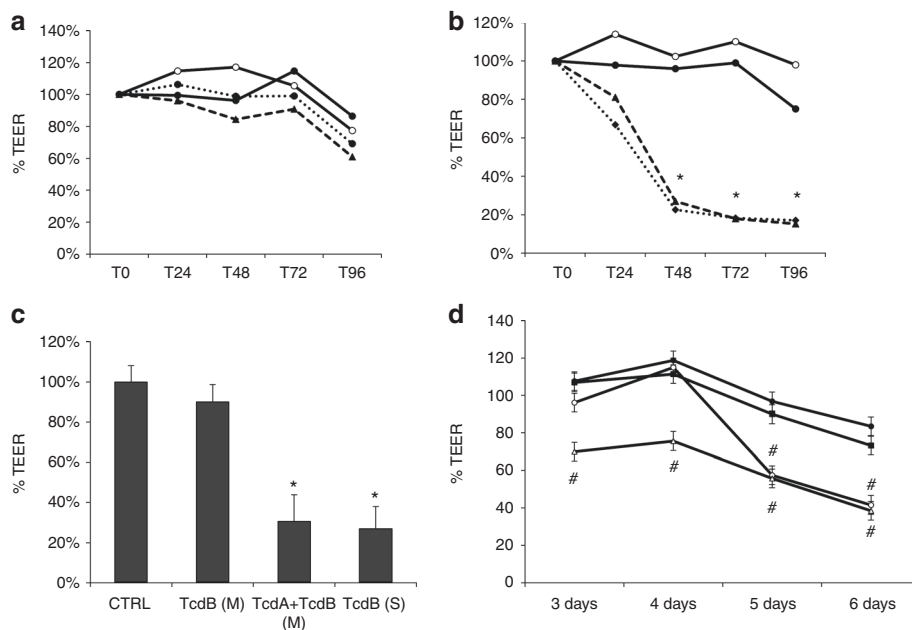 a
140%
120%
100%
80%
60%
40%
20%
0%
% TEER
T0 T24 T48 T72 T96
b
120%
100%
80%
60%
40%
20%
0%
% TEER
* * *
T0 T24 T48 T72 T96
c
120%
100%
80%
60%
40%
20%
0%
% TEER
* *
CTRL TcdB (M) TcdA+TcdB (M) TcdB (S)
d
140
120
100
80
60
40
20
0
% TEER
# # # # # #
3 days 4 days 5 days 6 days